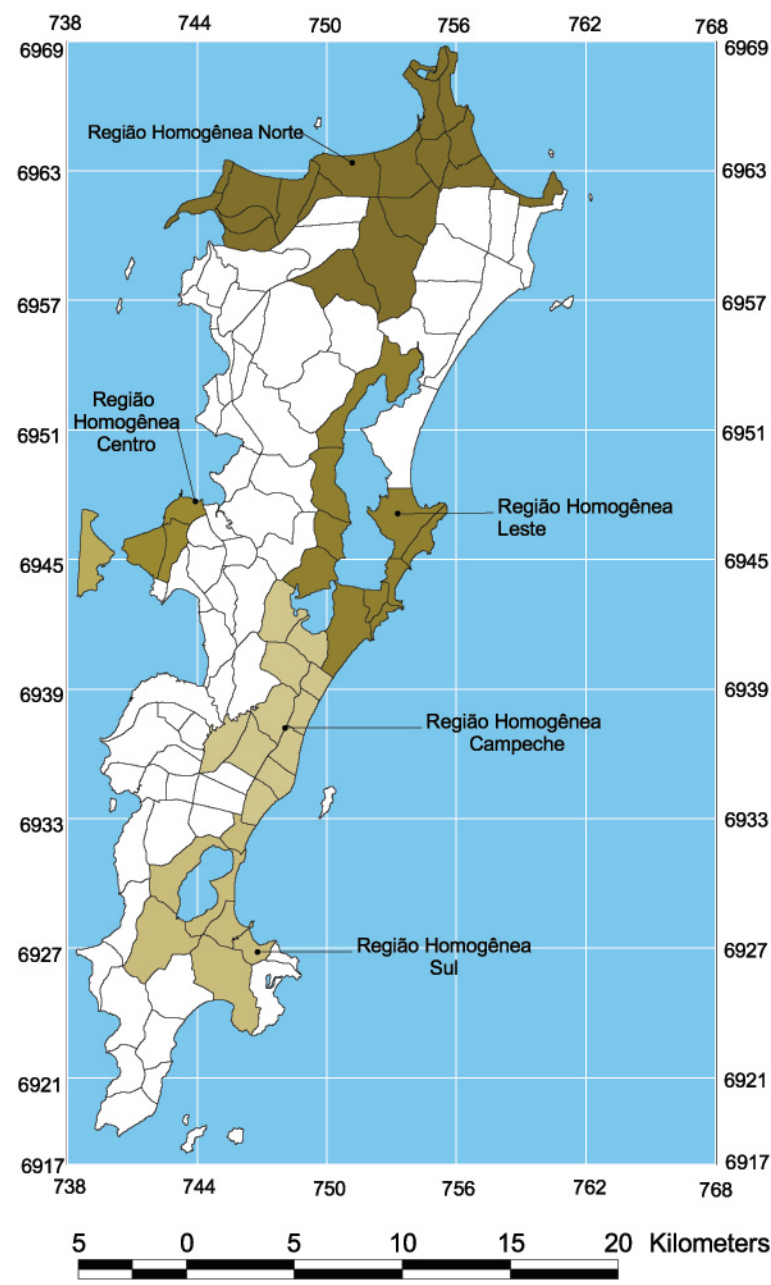 738 744 750 756 762 768
6969 6969
Região Homogênea Norte
6963 6963
6957 6957
Região
Homogênea
Centro
6951 6951
Região Homogênea
Leste
6945 6945
6939 6939
Região Homogênea
Campeche
6933 6933
Região Homogênea
Sul
6927 6927
6921 6921
6917 6917
738 744 750 756 762 768
5 0 5 10 15 20 Kilometers